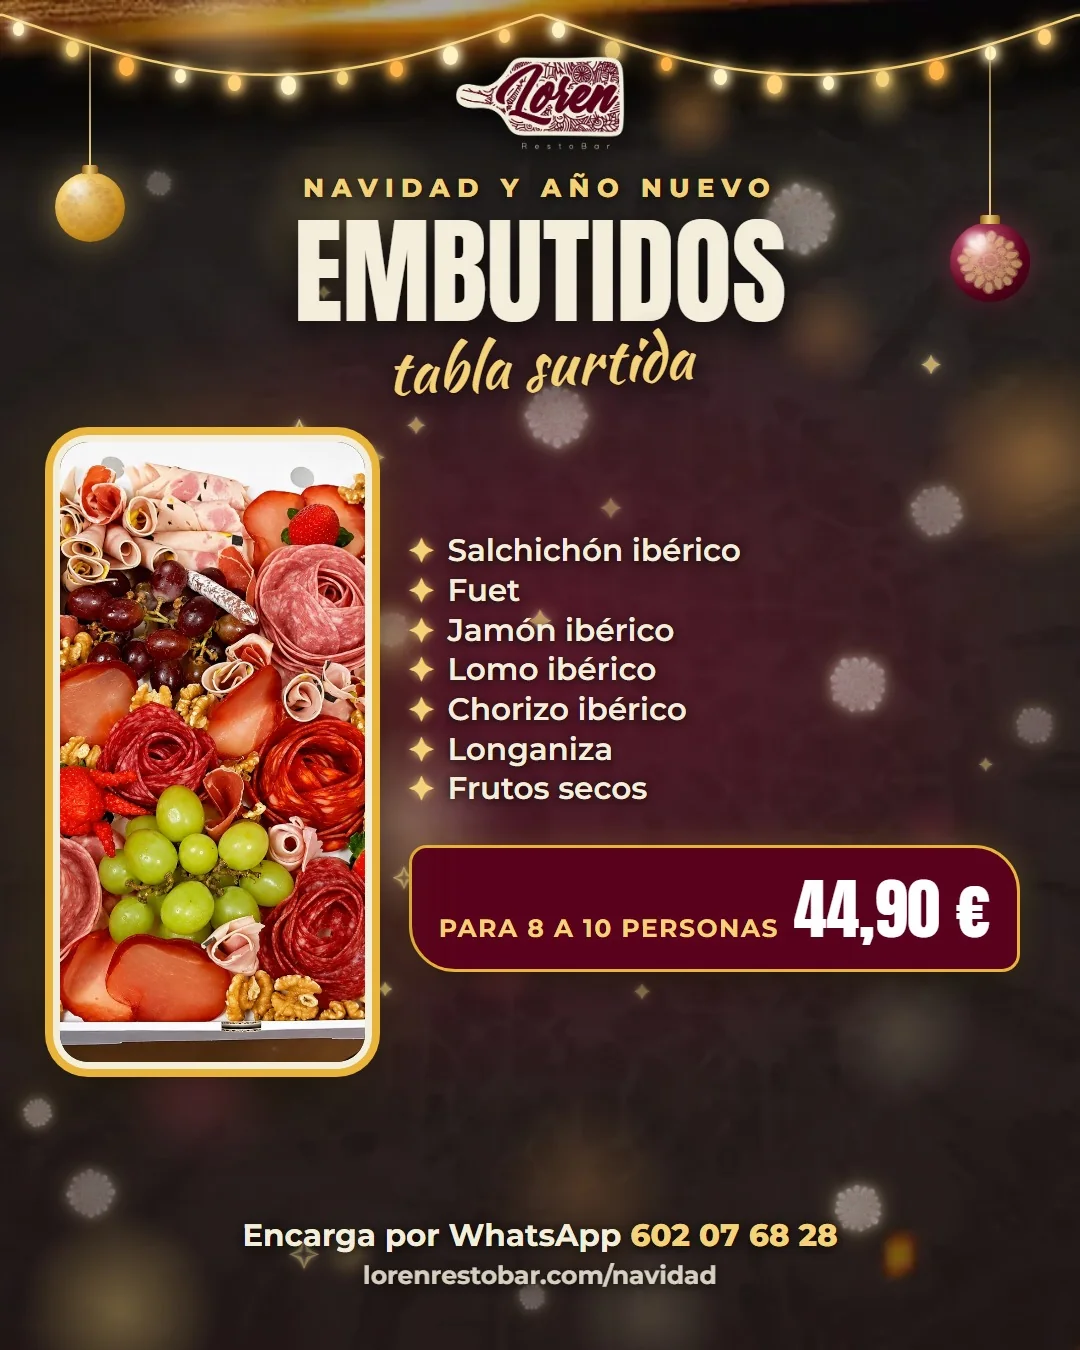 Loren
RestoBar
NAVIDAD Y AÑO NUEVO
EMBUTIDOS
tabla surtida
Salchichón ibérico
Fuet
Jamón ibérico
Lomo ibérico
Chorizo ibérico
Longaniza
Frutos secos
PARA 8 A 10 PERSONAS 44,90 €
Encarga por WhatsApp 602 07 68 28
lorenrestobar.com/navidad